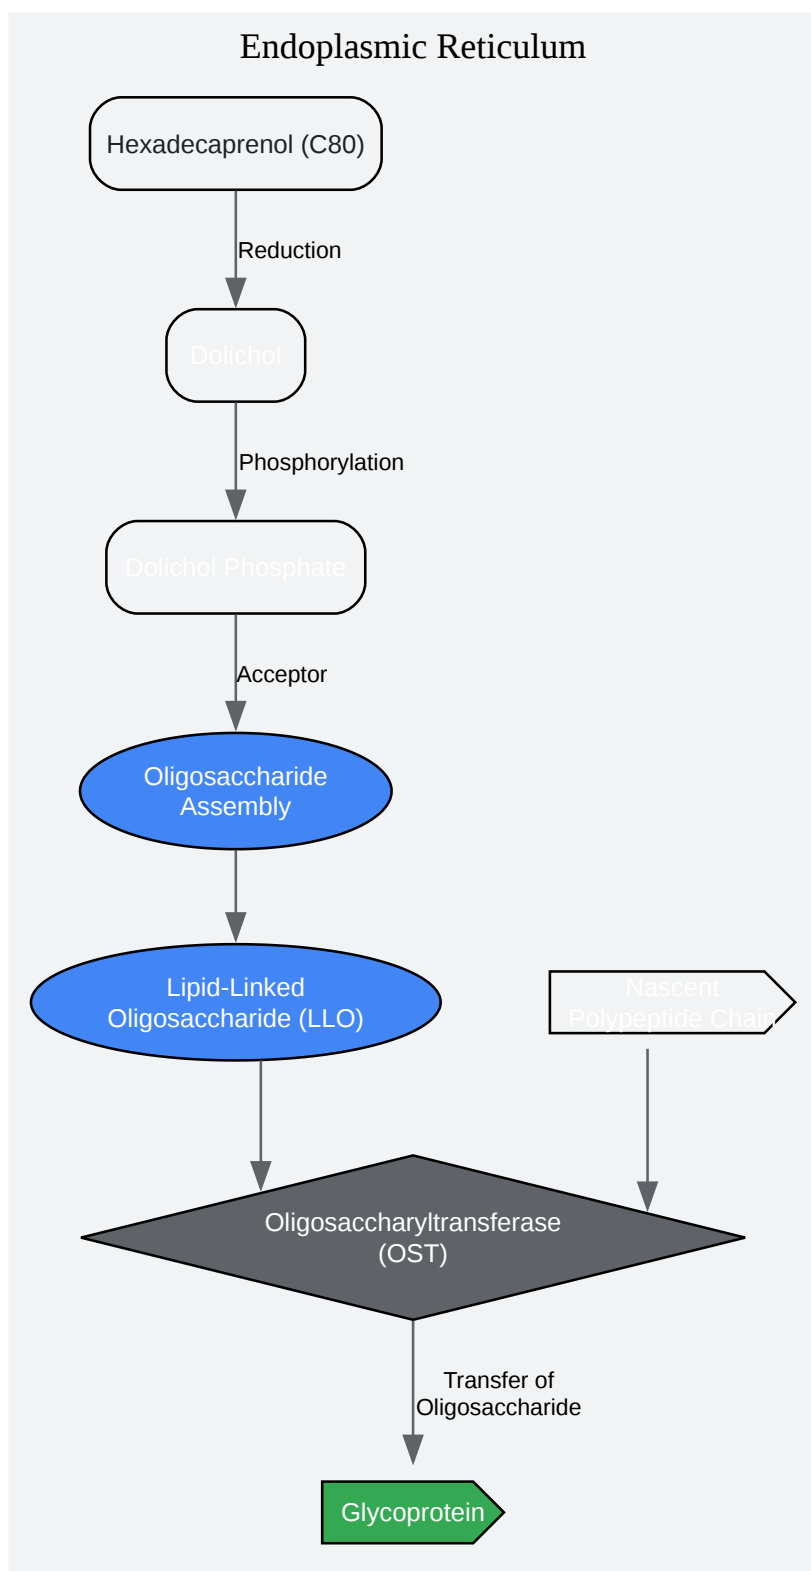 Endoplasmic Reticulum
Hexadecaprenol (C80)
Reduction
Dolichol
Phosphorylation
Dolichol Phosphate
Acceptor
Oligosaccharide
Assembly
Lipid-Linked
Oligosaccharide (LLO)
Nascent
Polypeptide Chain
Oligosaccharyltransferase
(OST)
Transfer of
Oligosaccharide
Glycoprotein